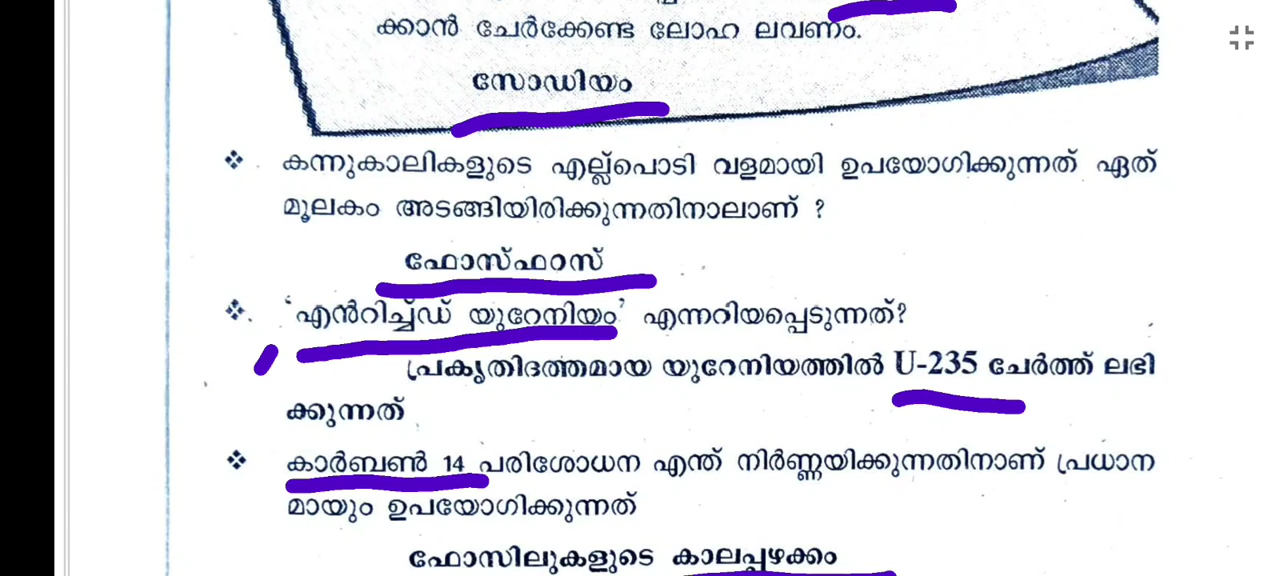 ക്കാൻ ചേർക്കേണ്ട ലോഹ ലവണം.
സോഡിയം
❖ കന്നുകാലികളുടെ എല്ല്പൊടി വളമായി ഉപയോഗിക്കുന്നത് ഏത്
മൂലകം അടങ്ങിയിരിക്കുന്നതിനാലാണ് ?
ഫോസ്ഫറസ്
❖ ‘എൻറിച്ച്ഡ് യുറേനിയം’ എന്നറിയപ്പെടുന്നത്?
പ്രകൃതിദത്തമായ യുറേനിയത്തിൽ U-235 ചേർത്ത് ലഭി
ക്കുന്നത്
❖ കാർബൺ 14 പരിശോധന എന്ത് നിർണ്ണയിക്കുന്നതിനാണ് പ്രധാന
മായും ഉപയോഗിക്കുന്നത്
ഫോസിലുകളുടെ കാലപ്പഴക്കം